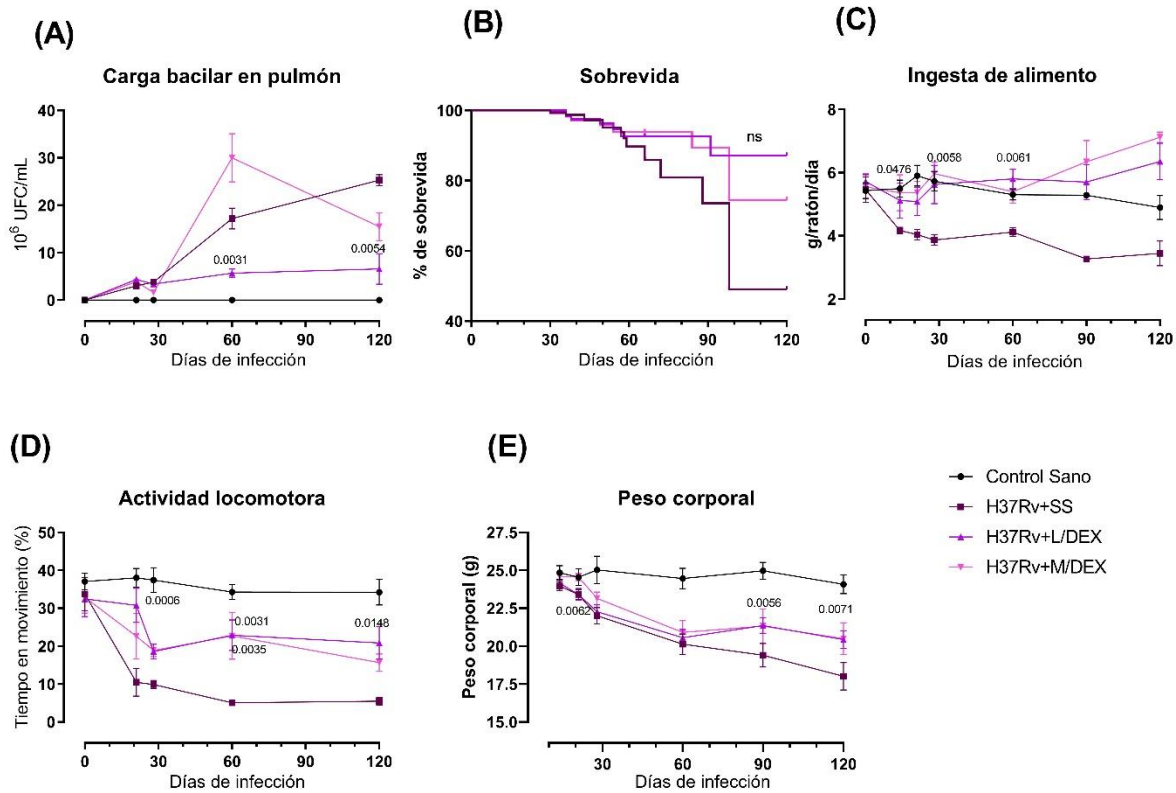 (A)
Carga bacilar en pulmón
10⁶ UFC/mL
40
30
20
10
0
0.0031
0.0054
0 30 60 90 120
Días de infección
(B)
Sobrevida
% de sobrevida
100
80
60
40
ns
0 30 60 90 120
Días de infección
(C)
Ingesta de alimento
g/ratón/día
8
6
4
2
0.0476
0.0058
0.0061
0 30 60 90 120
Días de infección
(D)
Actividad locomotora
Tiempo en movimiento (%)
50
40
30
20
10
0
0.0006
0.0031
0.0035
0.0148
0 30 60 90 120
Días de infección
(E)
Peso corporal
Peso corporal (g)
27.5
25.0
22.5
20.0
17.5
15.0
0.0062
0.0056
0.0071
30 60 90 120
Días de infección
Control Sano
H37Rv+SS
H37Rv+L/DEX
H37Rv+M/DEX